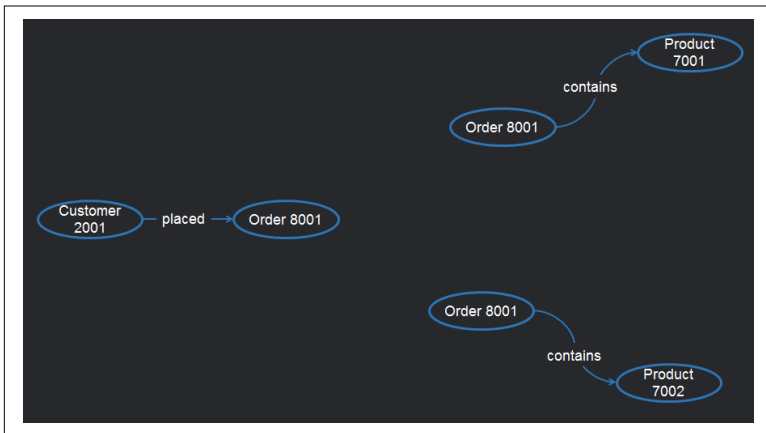 Product
7001
contains
Order 8001
Customer
2001
placed
Order 8001
Order 8001
contains
Product
7002